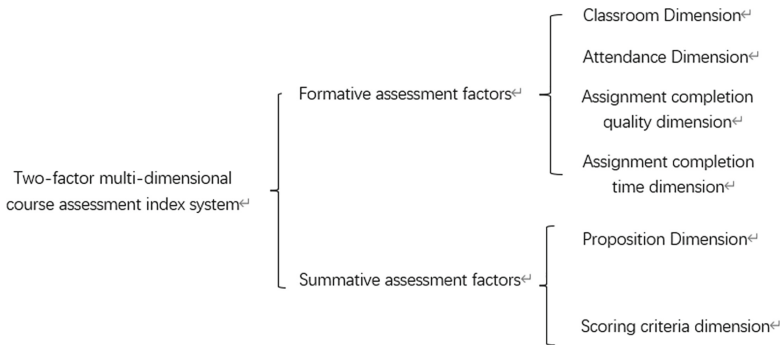 Classroom Dimension↵
Attendance Dimension↵
Formative assessment factors↵
Assignment completion
quality dimension↵
Assignment completion
time dimension↵
Two-factor multi-dimensional
course assessment index system↵
Proposition Dimension↵
Summative assessment factors↵
Scoring criteria dimension↵